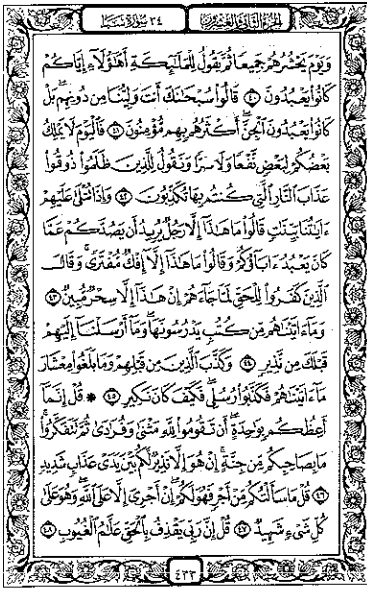 الجزء الثاني والعشرون
٣٤ سورة سبإ
وَيَوْمَ يَحْشُرُهُمْ جَمِيعًا ثُمَّ يَقُولُ لِلْمَلَٰٓئِكَةِ أَهَٰٓؤُلَآءِ إِيَّاكُمْ
كَانُوا۟ يَعْبُدُونَ ٤٠ قَالُوا۟ سُبْحَٰنَكَ أَنتَ وَلِيُّنَا مِن دُونِهِم ۖ بَلْ
كَانُوا۟ يَعْبُدُونَ ٱلْجِنَّ ۖ أَكْثَرُهُم بِهِم مُّؤْمِنُونَ ٤١ فَٱلْيَوْمَ لَا يَمْلِكُ
بَعْضُكُمْ لِبَعْضٍ نَّفْعًا وَلَا ضَرًّا وَنَقُولُ لِلَّذِينَ ظَلَمُوا۟ ذُوقُوا۟
عَذَابَ ٱلنَّارِ ٱلَّتِى كُنتُم بِهَا تُكَذِّبُونَ ٤٢ وَإِذَا تُتْلَىٰ عَلَيْهِمْ
ءَايَٰتُنَا بَيِّنَٰتٍ قَالُوا۟ مَا هَٰذَآ إِلَّا رَجُلٌ يُرِيدُ أَن يَصُدَّكُمْ عَمَّا
كَانَ يَعْبُدُ ءَابَآؤُكُمْ وَقَالُوا۟ مَا هَٰذَآ إِلَّآ إِفْكٌ مُّفْتَرًى ۚ وَقَالَ
ٱلَّذِينَ كَفَرُوا۟ لِلْحَقِّ لَمَّا جَآءَهُمْ إِنْ هَٰذَآ إِلَّا سِحْرٌ مُّبِينٌ ٤٣
وَمَآ ءَاتَيْنَٰهُم مِّن كُتُبٍ يَدْرُسُونَهَا ۖ وَمَآ أَرْسَلْنَآ إِلَيْهِمْ
قَبْلَكَ مِن نَّذِيرٍ ٤٤ وَكَذَّبَ ٱلَّذِينَ مِن قَبْلِهِمْ وَمَا بَلَغُوا۟ مِعْشَارَ
مَآ ءَاتَيْنَٰهُمْ فَكَذَّبُوا۟ رُسُلِى ۖ فَكَيْفَ كَانَ نَكِيرِ ٤٥ ۞ قُلْ إِنَّمَآ
أَعِظُكُم بِوَٰحِدَةٍ ۖ أَن تَقُومُوا۟ لِلَّهِ مَثْنَىٰ وَفُرَٰدَىٰ ثُمَّ تَتَفَكَّرُوا۟ ۚ
مَا بِصَاحِبِكُم مِّن جِنَّةٍ ۚ إِنْ هُوَ إِلَّا نَذِيرٌ لَّكُم بَيْنَ يَدَىْ عَذَابٍ شَدِيدٍ
٤٦ قُلْ مَا سَأَلْتُكُم مِّنْ أَجْرٍ فَهُوَ لَكُمْ ۖ إِنْ أَجْرِىَ إِلَّا عَلَى ٱللَّهِ ۖ وَهُوَ عَلَىٰ
كُلِّ شَىْءٍ شَهِيدٌ ٤٧ قُلْ إِنَّ رَبِّى يَقْذِفُ بِٱلْحَقِّ عَلَّٰمُ ٱلْغُيُوبِ ٤٨
٤٣٣